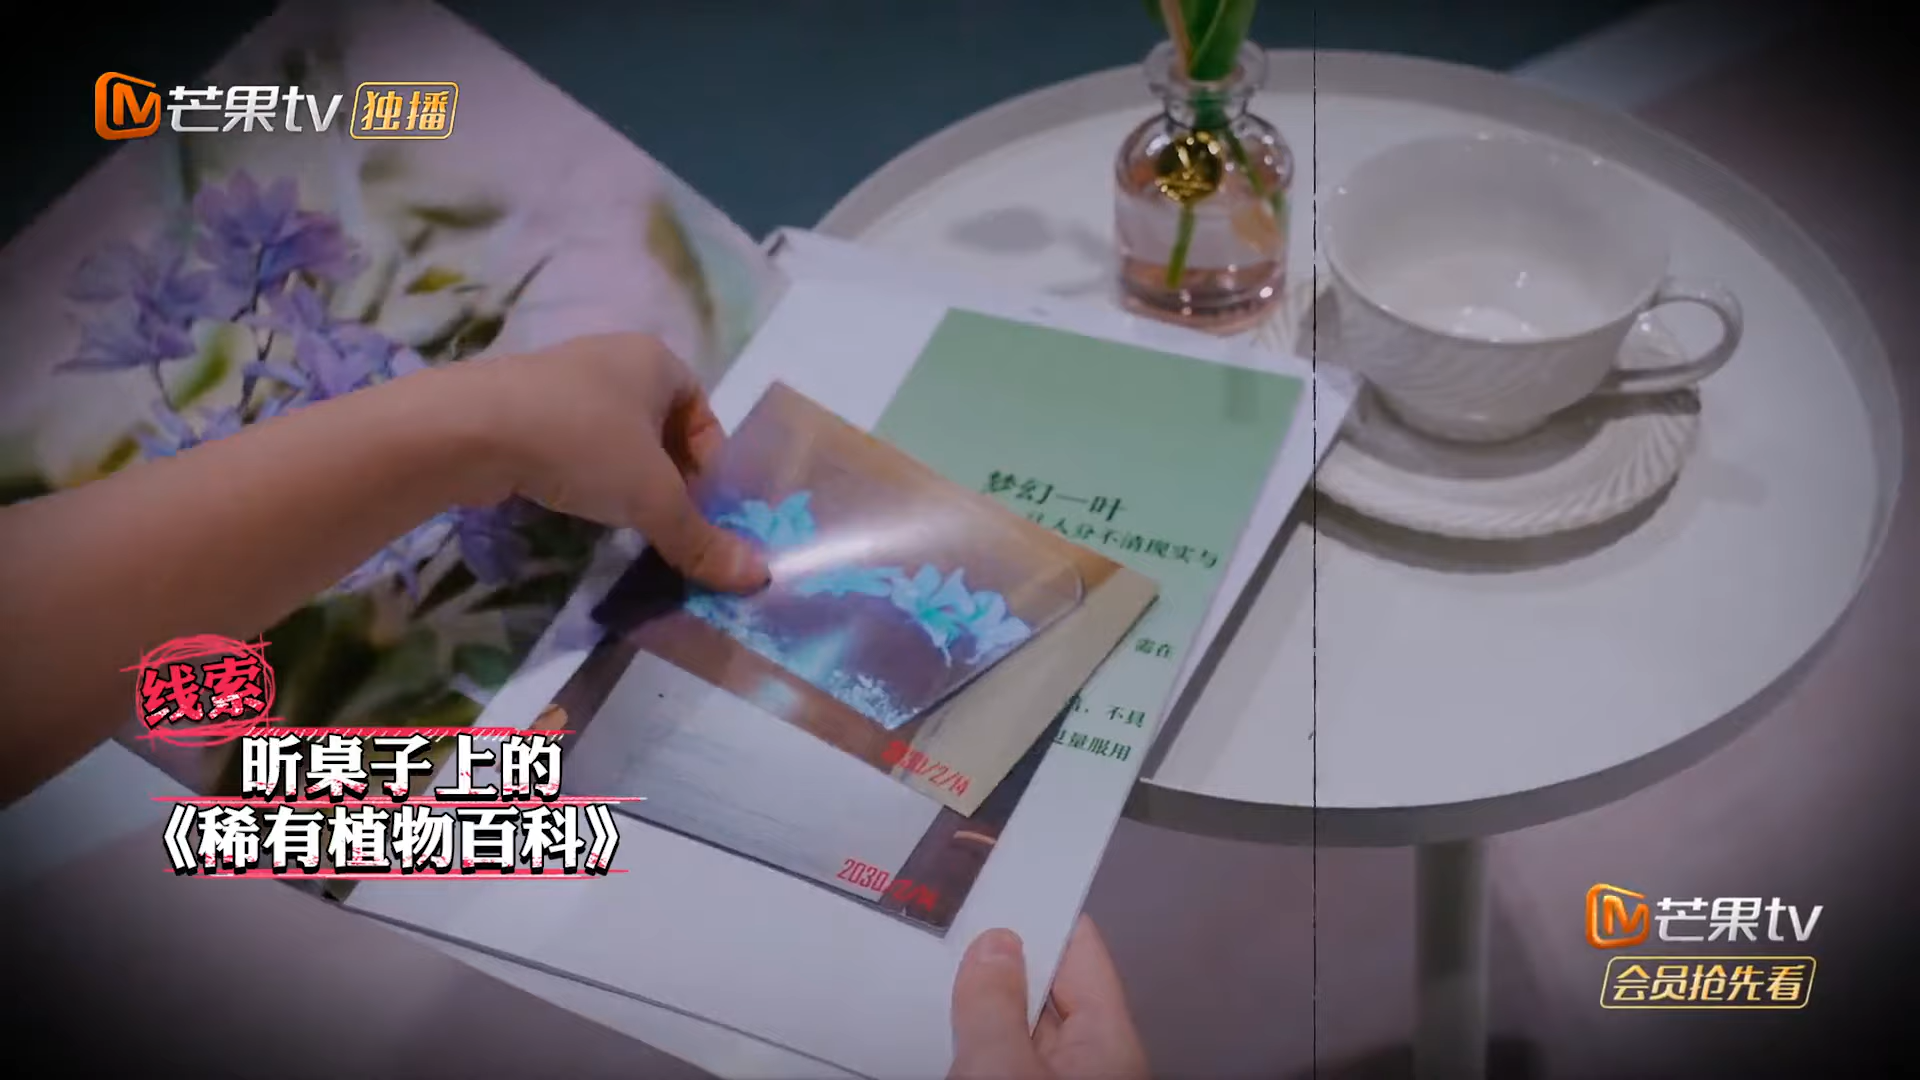 芒果tv 独播
梦幻一叶
让人分不清现实与
需在
不具
过量服用
2030/2/14
2030/2/14
线索
昕桌子上的
《稀有植物百科》
芒果tv
会员抢先看